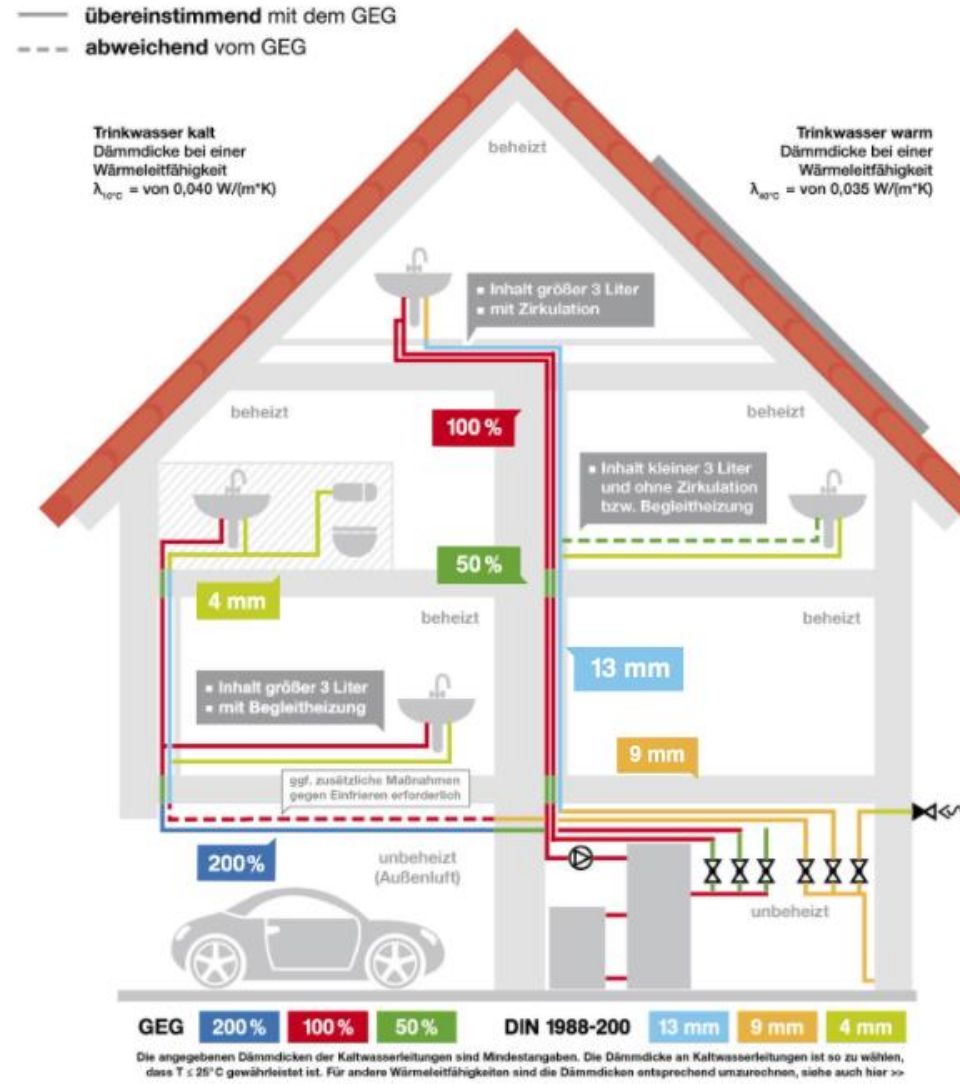 übereinstimmend mit dem GEG
abweichend vom GEG
Trinkwasser kalt
Dämmdicke bei einer
Wärmeleitfähigkeit
λ10°C = von 0,040 W/(m*K)
Trinkwasser warm
Dämmdicke bei einer
Wärmeleitfähigkeit
λ40°C = von 0,035 W/(m*K)
beheizt
▪ Inhalt größer 3 Liter
▪ mit Zirkulation
beheizt
100 %
beheizt
▪ Inhalt kleiner 3 Liter
und ohne Zirkulation
bzw. Begleitheizung
50 %
4 mm
beheizt
beheizt
13 mm
▪ Inhalt größer 3 Liter
▪ mit Begleitheizung
9 mm
ggf. zusätzliche Maßnahmen
gegen Einfrieren erforderlich
200 %
unbeheizt
(Außenluft)
unbeheizt
GEG 200 % 100 % 50 % DIN 1988-200 13 mm 9 mm 4 mm
Die angegebenen Dämmdicken der Kaltwasserleitungen sind Mindestangaben. Die Dämmdicke an Kaltwasserleitungen ist so zu wählen,
dass T ≤ 25°C gewährleistet ist. Für andere Wärmeleitfähigkeiten sind die Dämmdicken entsprechend umzurechnen, siehe auch hier >>